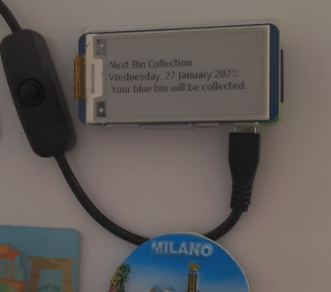 Next Bin Collection
Wednesday, 27 January 2021:
Your blue bin will be collected.
MILANO